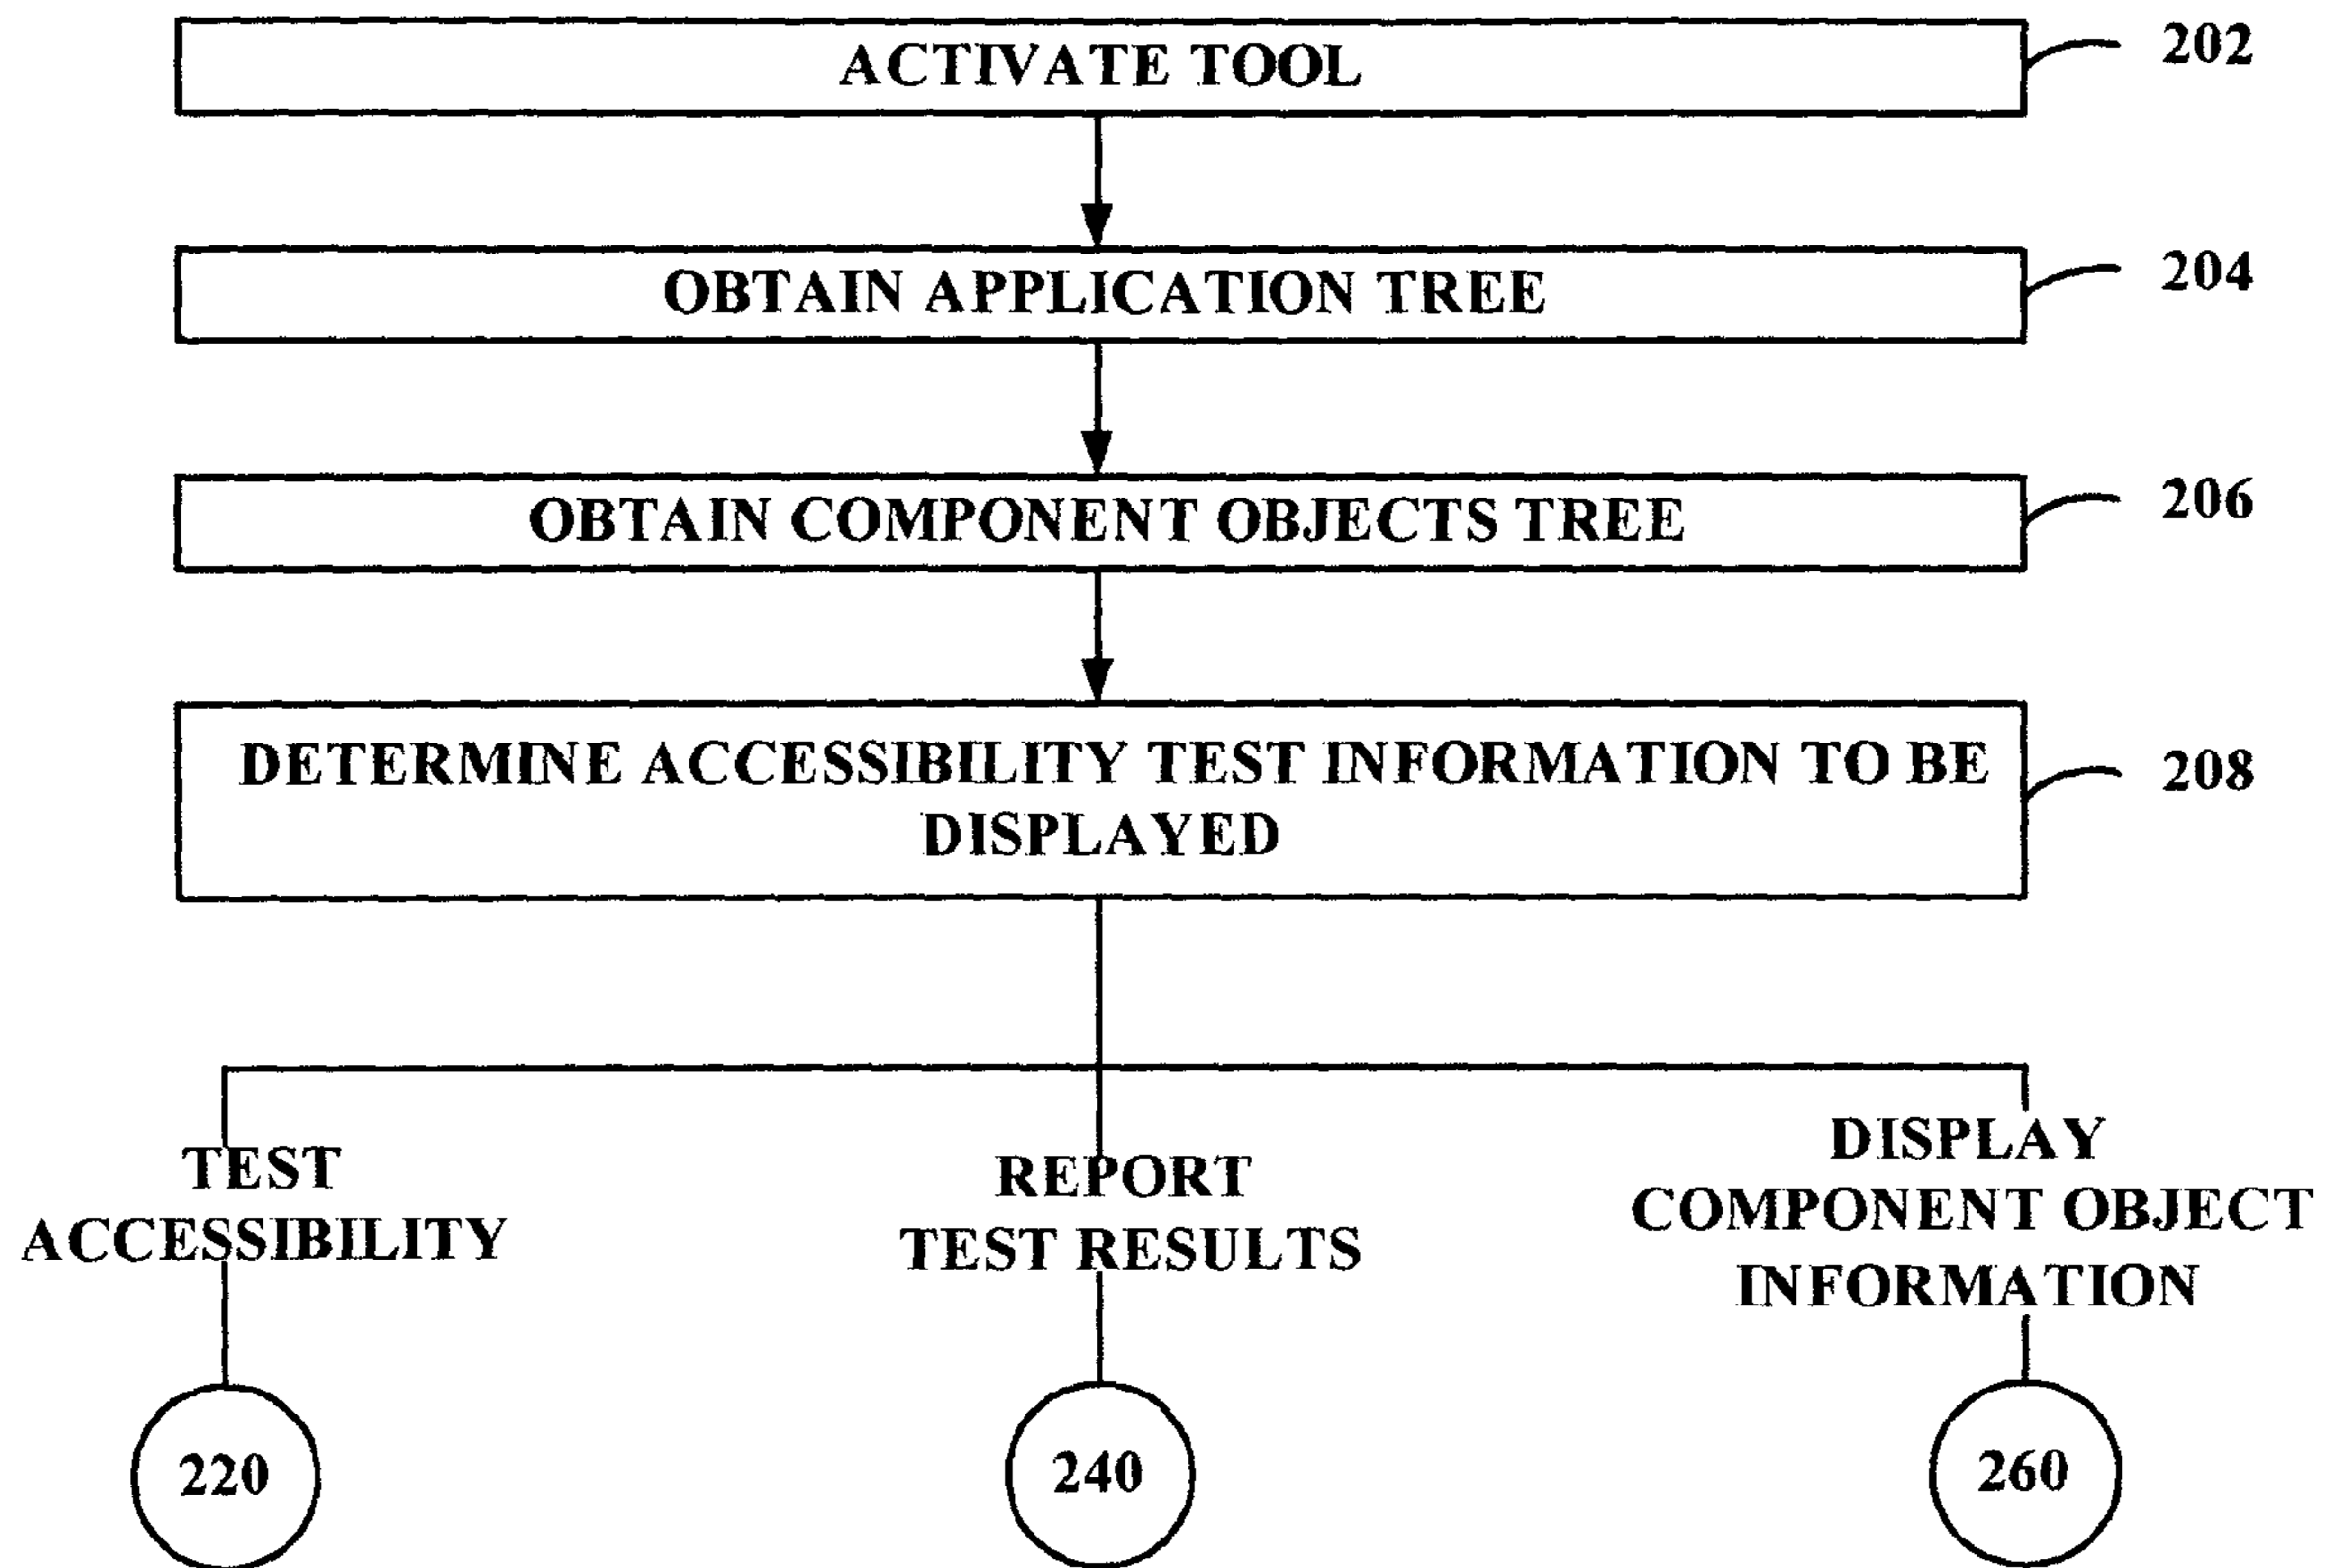 ACTIVATE TOOL
202
OBTAIN APPLICATION TREE
204
OBTAIN COMPONENT OBJECTS TREE
206
DETERMINE ACCESSIBILITY TEST INFORMATION TO BE
DISPLAYED
208
TEST
ACCESSIBILITY
REPORT
TEST RESULTS
DISPLAY
COMPONENT OBJECT
INFORMATION
220
240
260